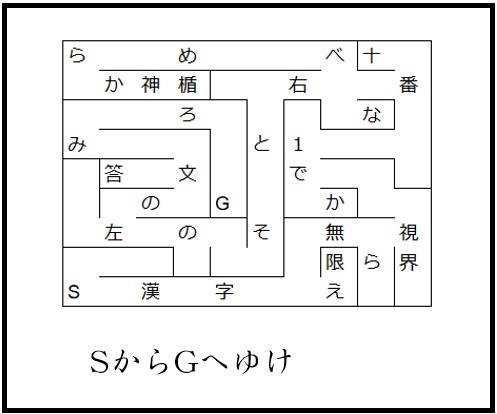 ら め べ 十
か 神 楯 右 番
ろ な
み と 1
答 文 で
の G か
左 の そ 無 視
限 ら 界
S 漢 字 え
SからGへゆけ